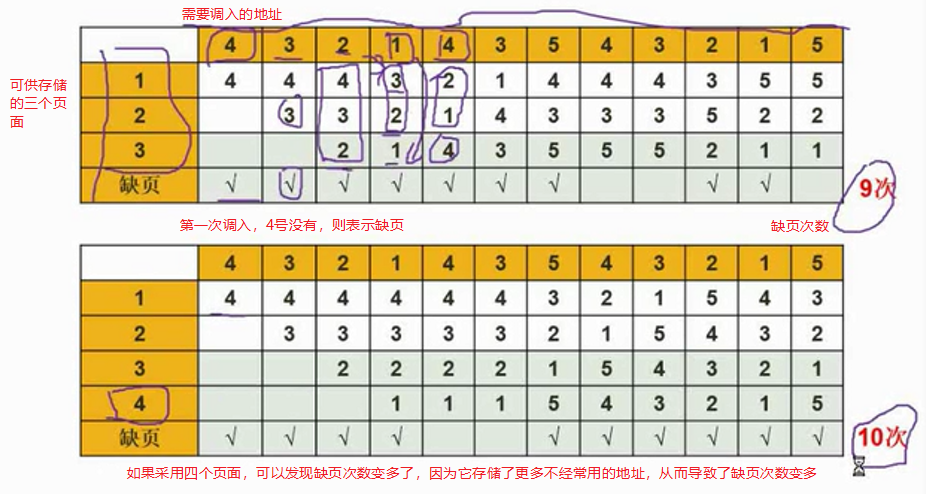 需要调入的地址
4 3 2 1 4 3 5 4 3 2 1 5
可供存储
的三个页
面
1 4 4 4 3 2 1 4 4 4 3 5 5
2 3 3 2 1 4 3 3 3 5 2 2
3 2 1 4 3 5 5 5 2 1 1
缺页 √ √ √ √ √ √ √ √ √ 9次
第一次调入，4号没有，则表示缺页
缺页次数
4 3 2 1 4 3 5 4 3 2 1 5
1 4 4 4 4 4 4 3 2 1 5 4 3
2 3 3 3 3 3 2 1 5 4 3 2
3 2 2 2 2 1 5 4 3 2 1
4 1 1 1 5 4 3 2 1 5
缺页 √ √ √ √ √ √ √ √ √ √ 10次
如果采用四个页面，可以发现缺页次数变多了，因为它存储了更多不经常用的地址，从而导致了缺页次数变多